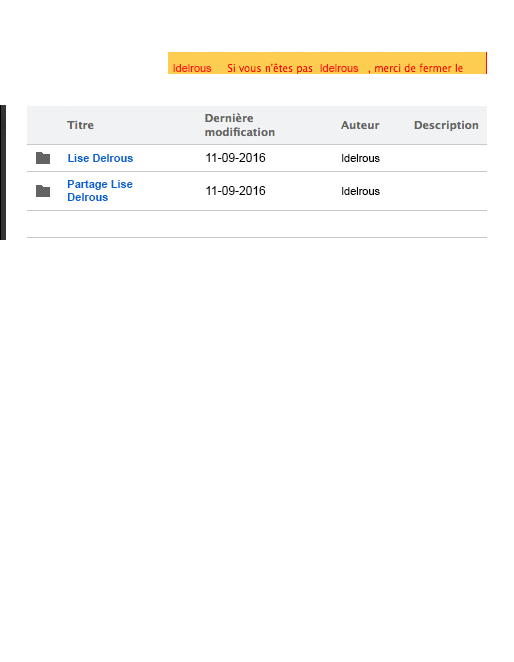 ldelrous Si vous n'êtes pas ldelrous , merci de fermer le
Titre Dernière modification Auteur Description
Lise Delrous 11-09-2016 ldelrous
Partage Lise Delrous 11-09-2016 ldelrous